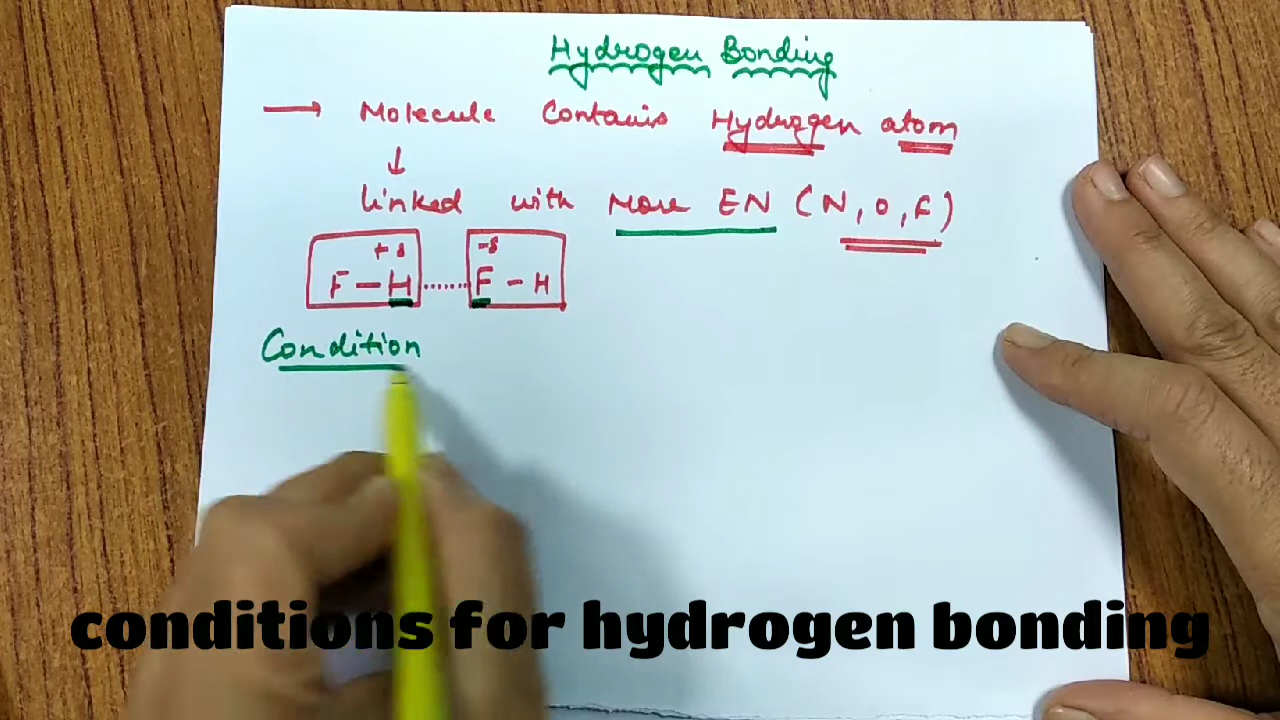 Hydrogen Bonding
→ Molecule Contains Hydrogen atom
↓
linked with More EN (N, O, F)
+δ -δ
F – H ........ F – H
Condition
conditions for hydrogen bonding